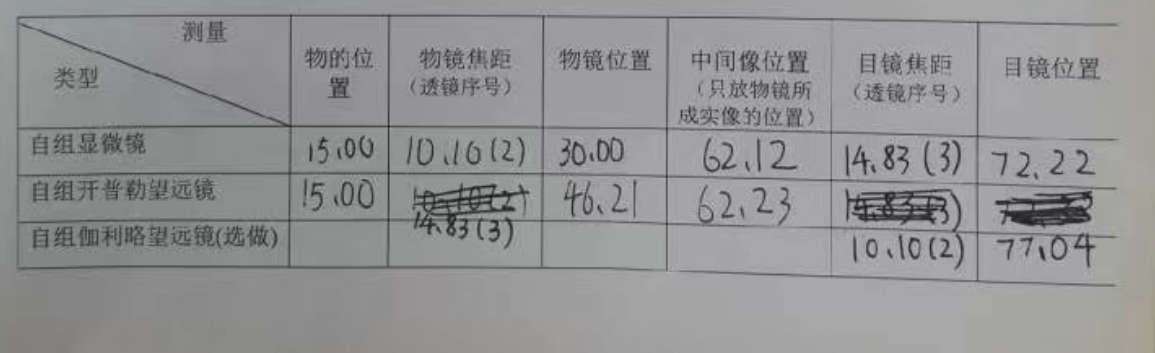 测量
类型
物的位置
物镜焦距
（透镜序号）
物镜位置
中间像位置
（只放物镜所
成实像的位置）
目镜焦距
（透镜序号）
目镜位置
自组显微镜 15.00 10.10(2) 30.00 62.12 14.83 (3) 72.22
自组开普勒望远镜 15.00 14.83(3) 46.21 62.23 10.10(2) 77.04
自组伽利略望远镜(选做)